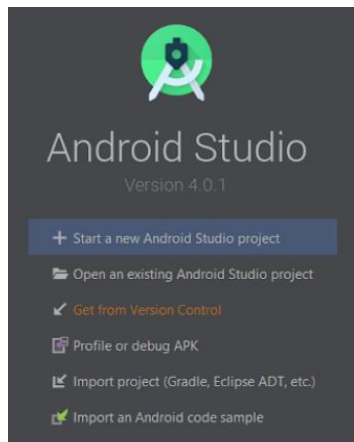 Android Studio
Version 4.0.1
Start a new Android Studio project
Open an existing Android Studio project
Get from Version Control
Profile or debug APK
Import project (Gradle, Eclipse ADT, etc.)
Import an Android code sample